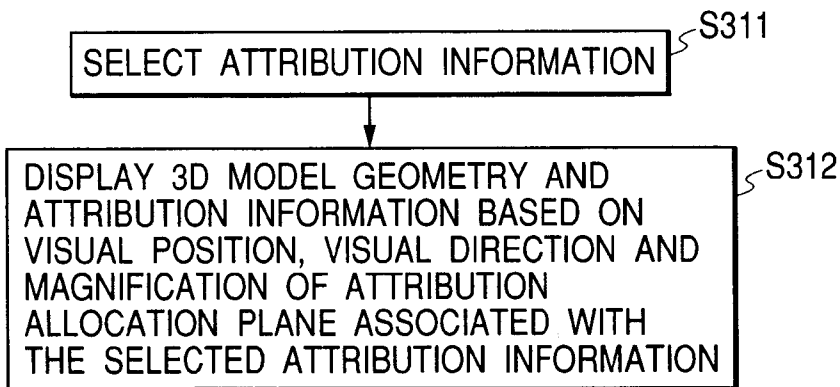 S311
SELECT ATTRIBUTION INFORMATION
S312
DISPLAY 3D MODEL GEOMETRY AND
ATTRIBUTION INFORMATION BASED ON
VISUAL POSITION, VISUAL DIRECTION AND
MAGNIFICATION OF ATTRIBUTION
ALLOCATION PLANE ASSOCIATED WITH
THE SELECTED ATTRIBUTION INFORMATION